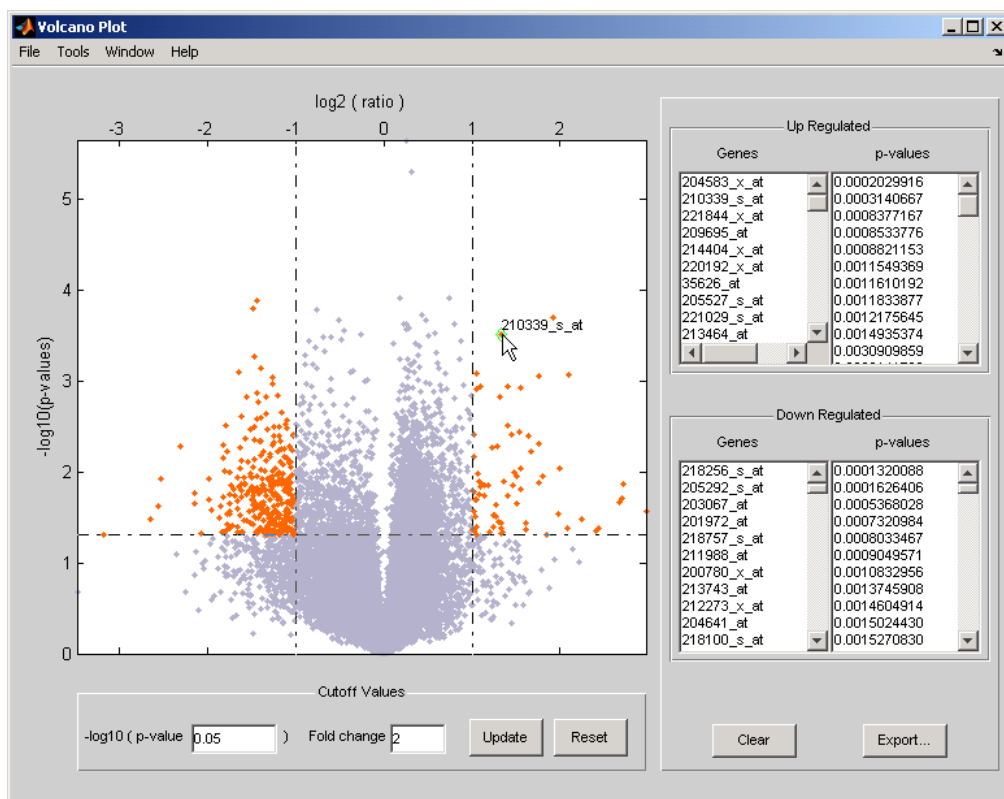 Volcano Plot
File Tools Window Help
log2 ( ratio )
-3 -2 -1 0 1 2
5
4
3
2
1
0
-log10(p-values)
210339_s_at
Up Regulated
Genes p-values
204583_x_at 0.0002029916
210339_s_at 0.0003140667
221844_x_at 0.0008377167
209695_at 0.0008533776
214404_x_at 0.0008821153
220192_x_at 0.0011549369
35626_at 0.0011610192
205527_s_at 0.0011833877
221029_s_at 0.0012175645
213464_at 0.0014935374
0.0030909859
Down Regulated
Genes p-values
218256_s_at 0.0001320088
205292_s_at 0.0001626406
203067_at 0.0005368028
201972_at 0.0007320984
218757_s_at 0.0008033467
211988_at 0.0009049571
200780_x_at 0.0010832956
213743_at 0.0013745908
212273_x_at 0.0014604914
204641_at 0.0015024430
218100_s_at 0.0015270830
Cutoff Values
-log10 ( p-value 0.05 ) Fold change 2 Update Reset
Clear Export...